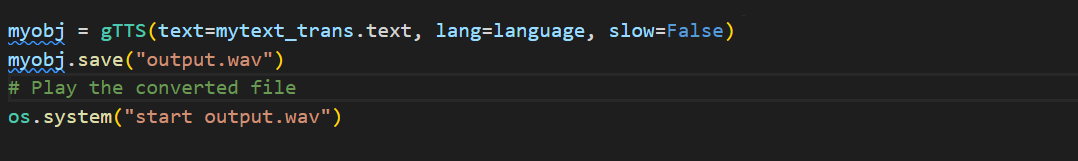 myobj = gTTS(text=mytext_trans.text, lang=language, slow=False)
myobj.save("output.wav")
# Play the converted file
os.system("start output.wav")